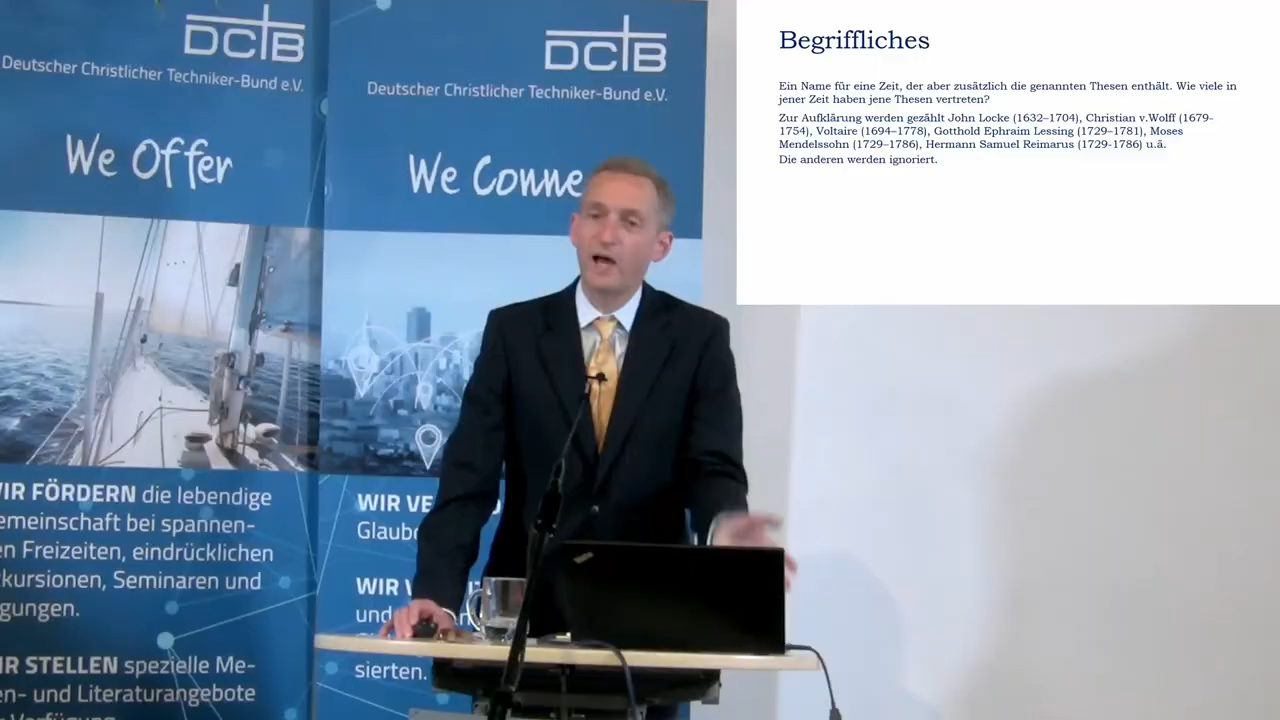 DCTB
Deutscher Christlicher Techniker-Bund e.V.
We Offer
IR FÖRDERN die lebendige
emeinschaft bei spannen-
en Freizeiten, eindrücklichen
kursionen, Seminaren und
gungen.
IR STELLEN spezielle Me-
en- und Literaturangebote
DCTB
Deutscher Christlicher Techniker-Bund e.V.
We Conne
WIR VE
Glaube
WIR V
und
sierten.
Begriffliches
Ein Name für eine Zeit, der aber zusätzlich die genannten Thesen enthält. Wie viele in
jener Zeit haben jene Thesen vertreten?
Zur Aufklärung werden gezählt John Locke (1632–1704), Christian v.Wolff (1679-
1754), Voltaire (1694–1778), Gotthold Ephraim Lessing (1729–1781), Moses
Mendelssohn (1729–1786), Hermann Samuel Reimarus (1729-1786) u.ä.
Die anderen werden ignoriert.